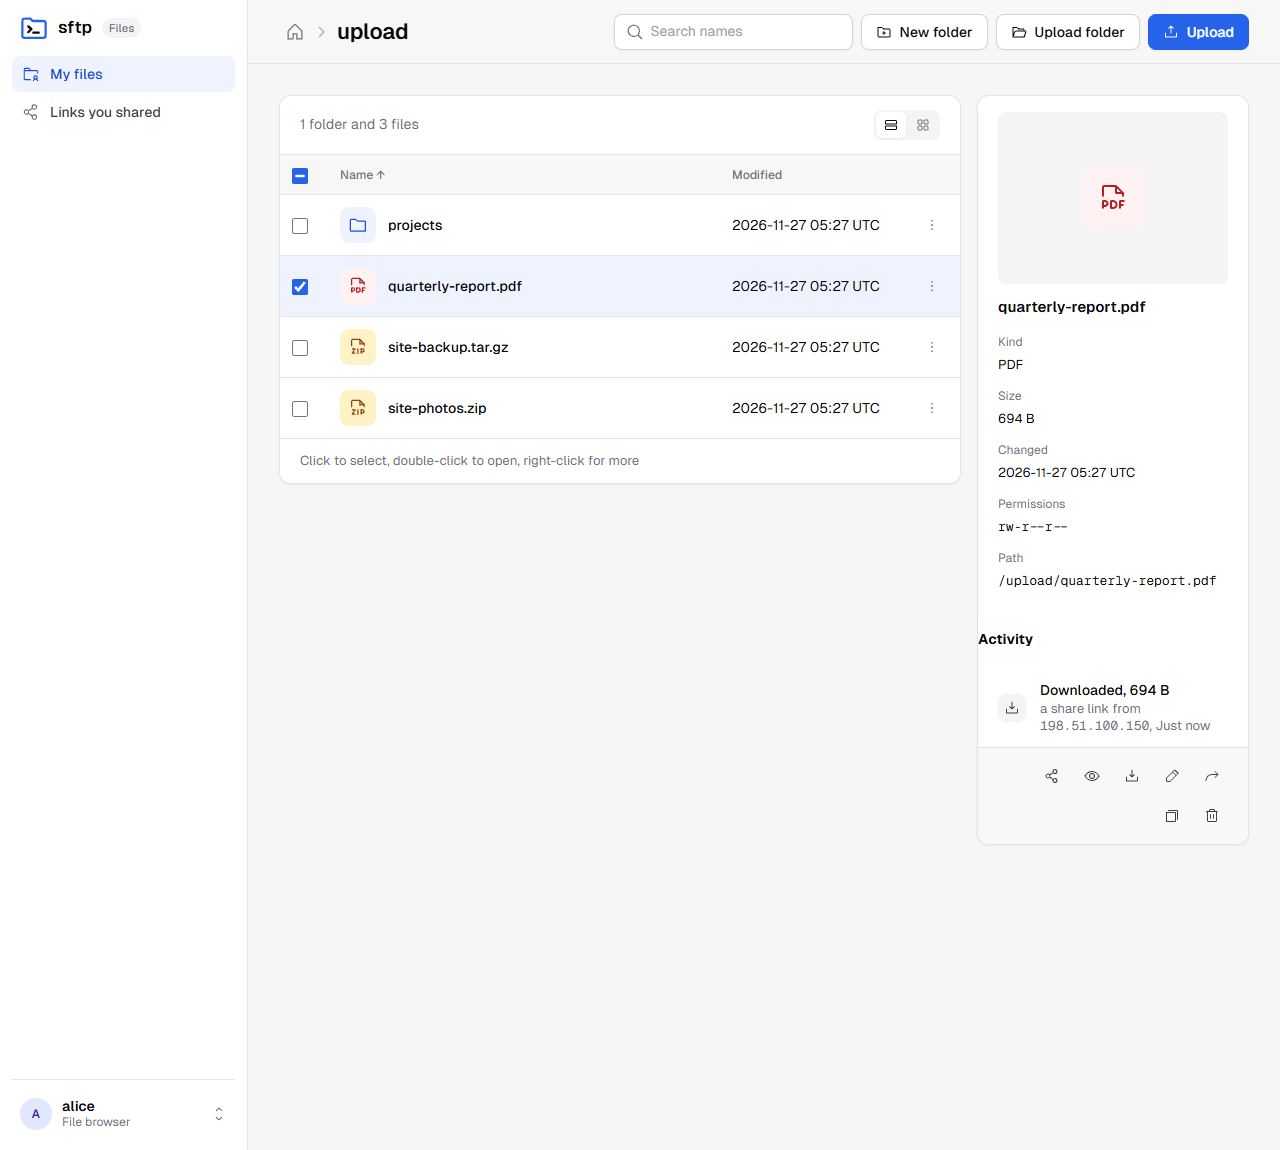 sftp Files
My files
Links you shared
alice
File browser
upload
Search names
New folder
Upload folder
Upload
1 folder and 3 files
Name ↑ Modified
projects 2026-11-27 05:27 UTC
PDF quarterly-report.pdf 2026-11-27 05:27 UTC
ZIP site-backup.tar.gz 2026-11-27 05:27 UTC
ZIP site-photos.zip 2026-11-27 05:27 UTC
Click to select, double-click to open, right-click for more
PDF
quarterly-report.pdf
Kind
PDF
Size
694 B
Changed
2026-11-27 05:27 UTC
Permissions
rw-r--r--
Path
/upload/quarterly-report.pdf
Activity
Downloaded, 694 B
a share link from
198.51.100.150, Just now
A